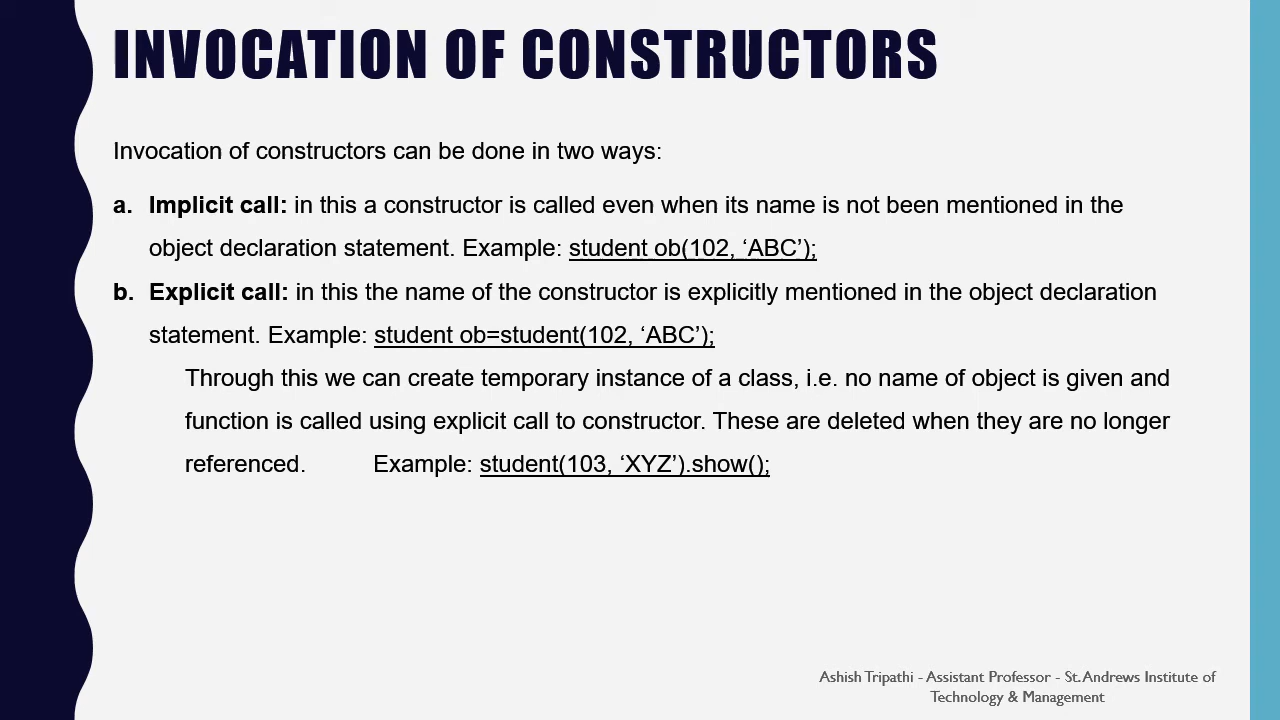 INVOCATION OF CONSTRUCTORS
Invocation of constructors can be done in two ways:
a. Implicit call: in this a constructor is called even when its name is not been mentioned in the
object declaration statement. Example: student ob(102, ‘ABC’);
b. Explicit call: in this the name of the constructor is explicitly mentioned in the object declaration
statement. Example: student ob=student(102, ‘ABC’);
Through this we can create temporary instance of a class, i.e. no name of object is given and
function is called using explicit call to constructor. These are deleted when they are no longer
referenced. Example: student(103, ‘XYZ’).show();
Ashish Tripathi - Assistant Professor - St. Andrews Institute of
Technology & Management